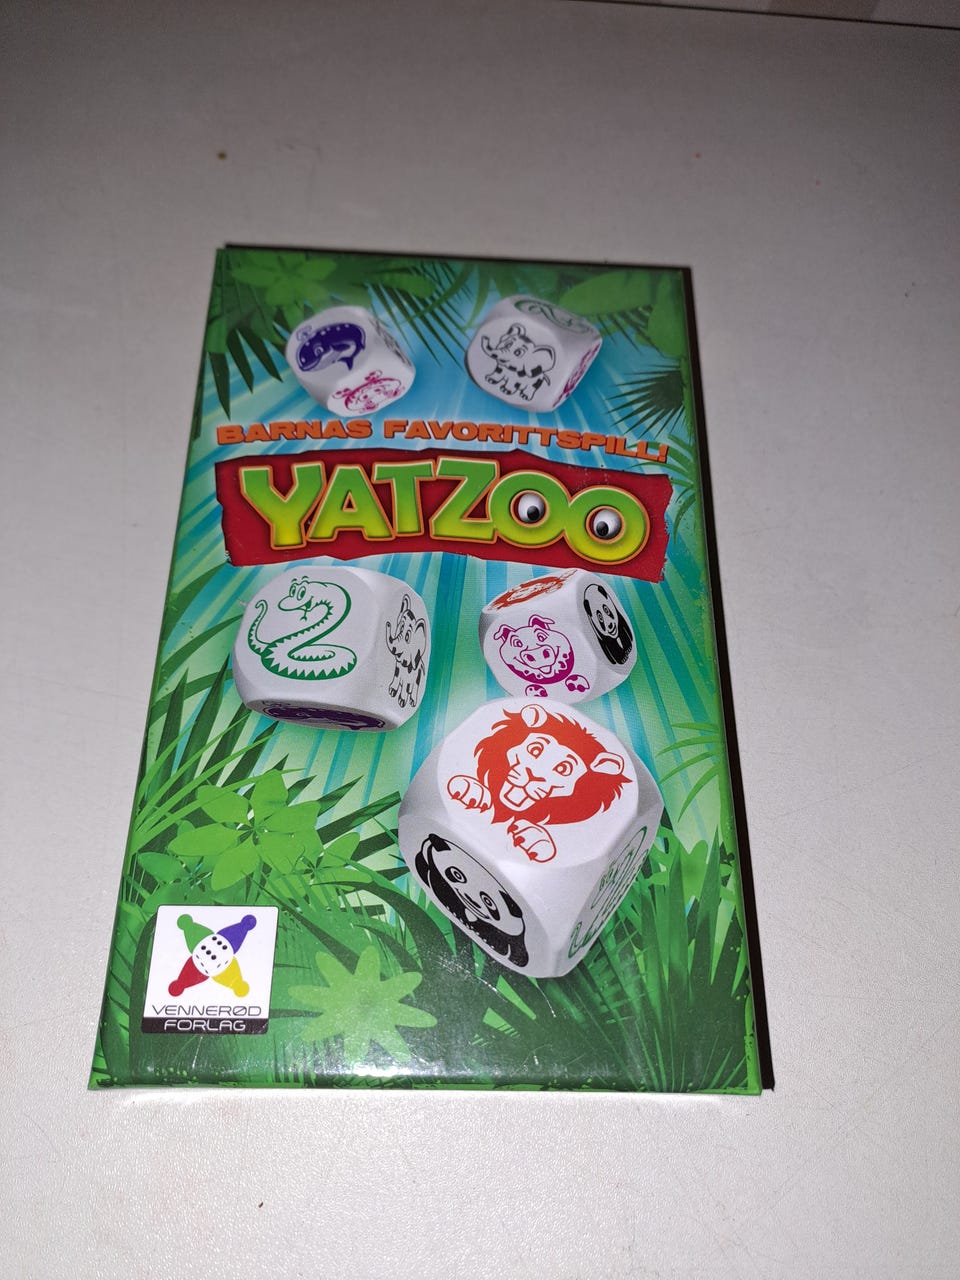 BARNAS FAVORITTSPILL!
YATZOO
VENNERØD
FORLAG